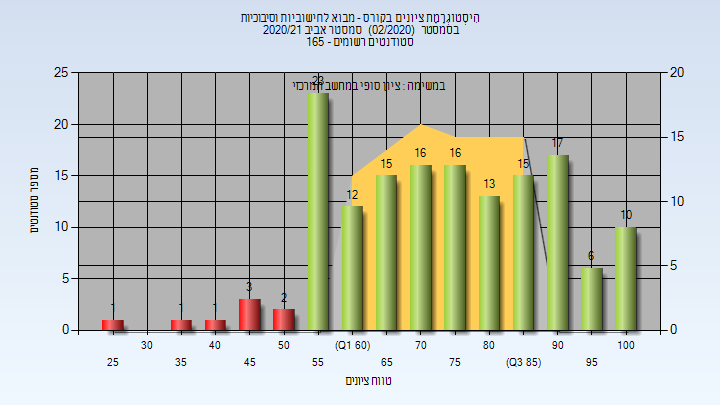 היסטוגרמת ציונים בקורס - מבוא לחישוביות וסיבוכיות
בסמסטר (02/2020) סמסטר אביב 2020/21
סטודנטים רשומים - 165
במשימה : ציון סופי במחשב המרכזי
25 20 15 10 5 0
20 15 10 5 0
מספר סטודנטים
1 1 1 3 2 23 12 15 16 16 13 15 17 6 10
30 40 50 (Q1 60) 70 80 90 100
25 35 45 55 65 75 (Q3 85) 95
טווח ציונים